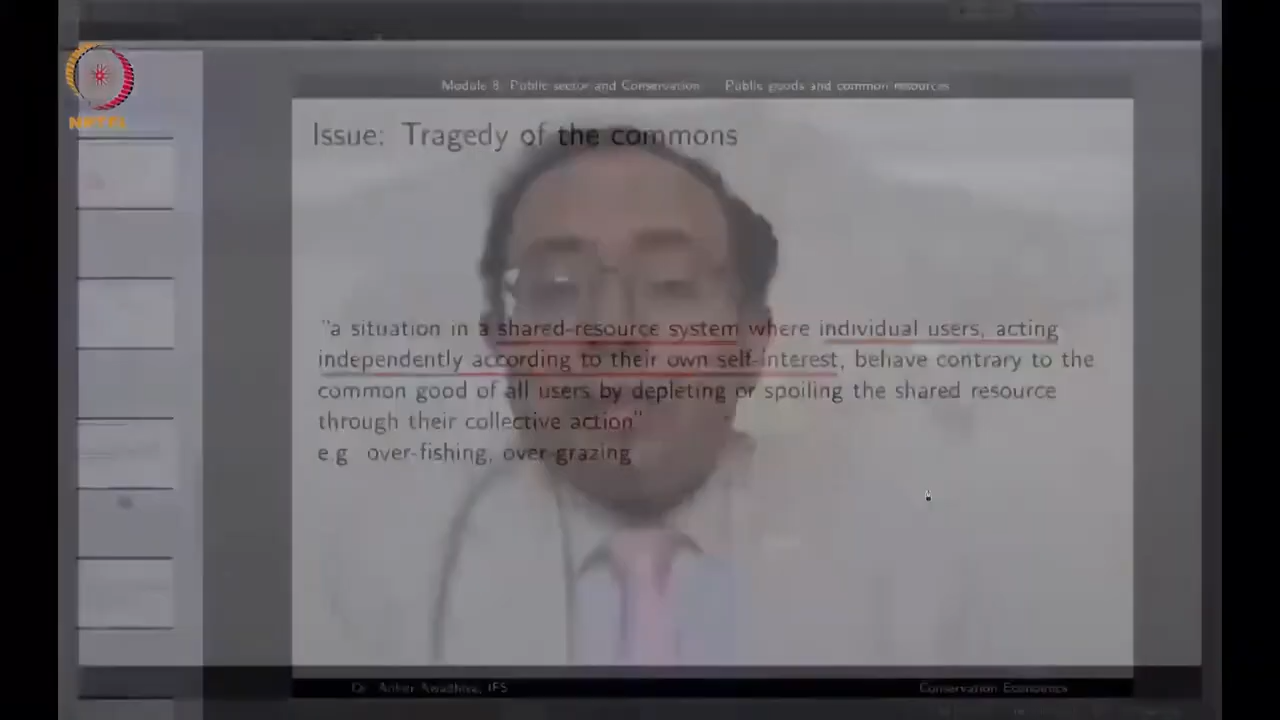 NPTEL
Module 8: Public sector and Conservation Public goods and common resources
Issue: Tragedy of the commons
"a situation in a shared-resource system where individual users, acting
independently according to their own self-interest, behave contrary to the
common good of all users by depleting or spoiling the shared resource
through their collective action"
e.g. over-fishing, over-grazing
Dr. Ankur Awadhiya, IFS Conservation Economics